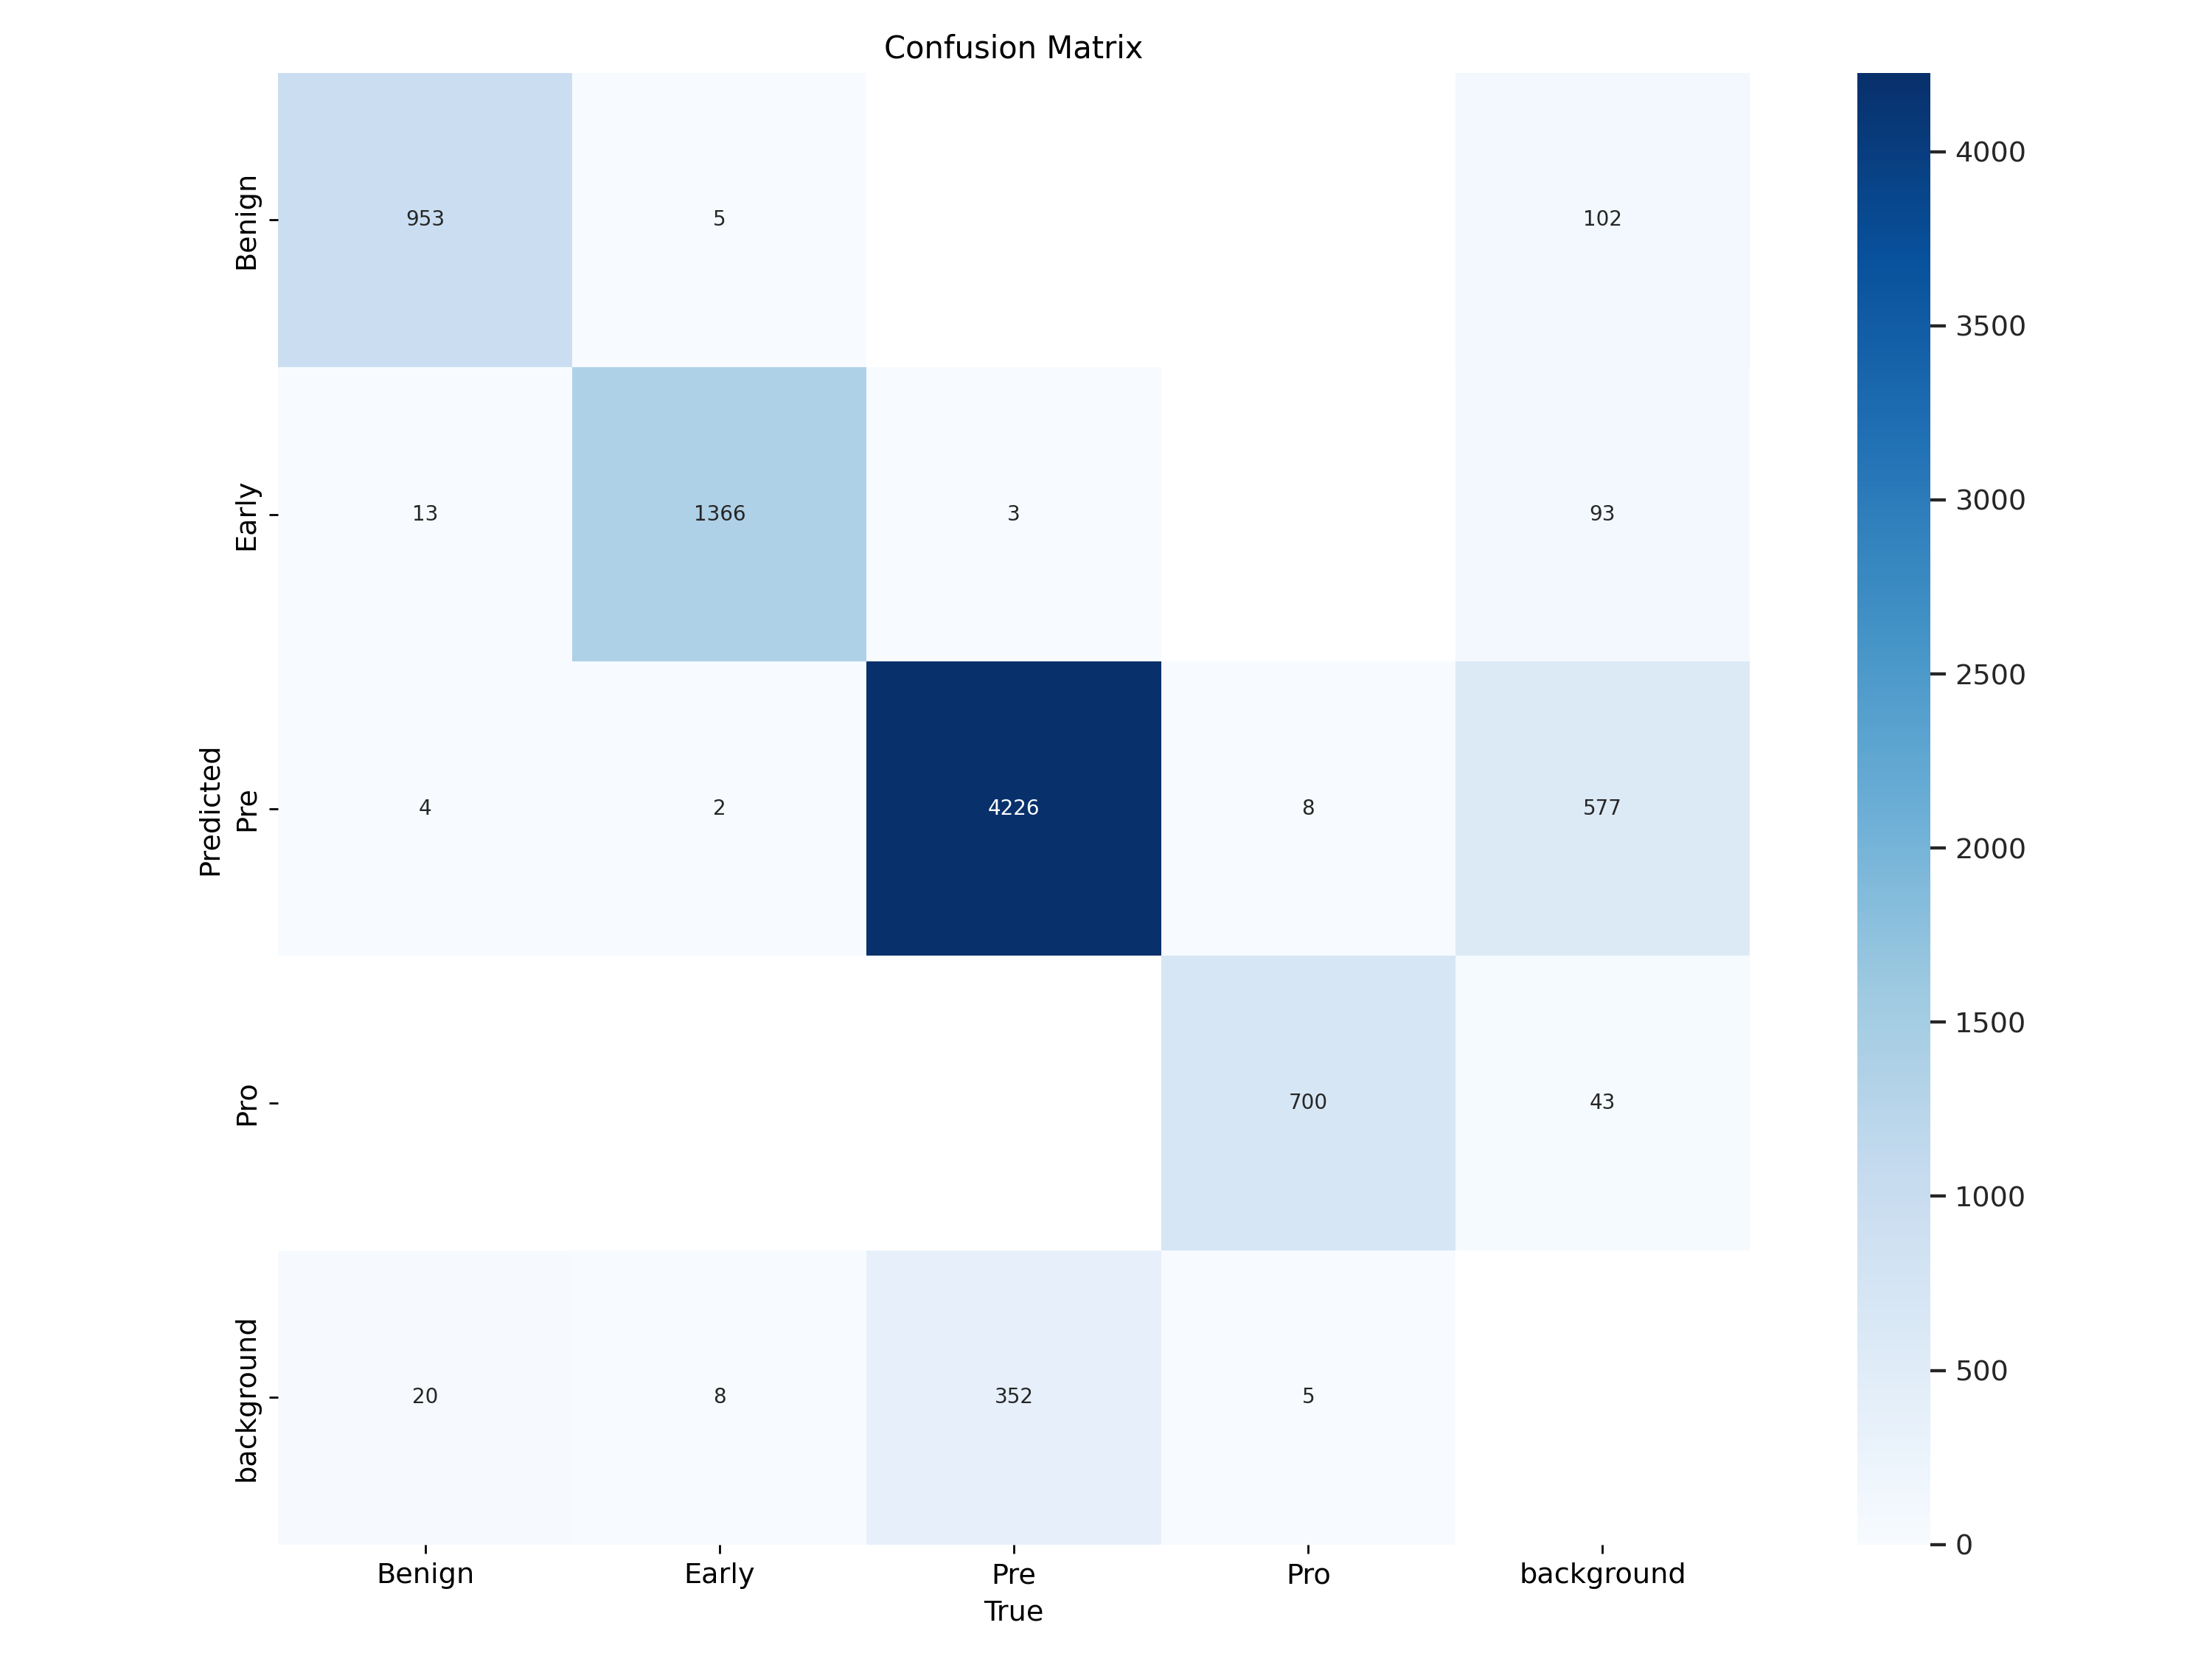 Confusion Matrix
Predicted
Benign
953 5 102
Early
13 1366 3 93
Pre
4 2 4226 8 577
Pro
700 43
background
20 8 352 5
Benign Early Pre Pro background
True
4000
3500
3000
2500
2000
1500
1000
500
0